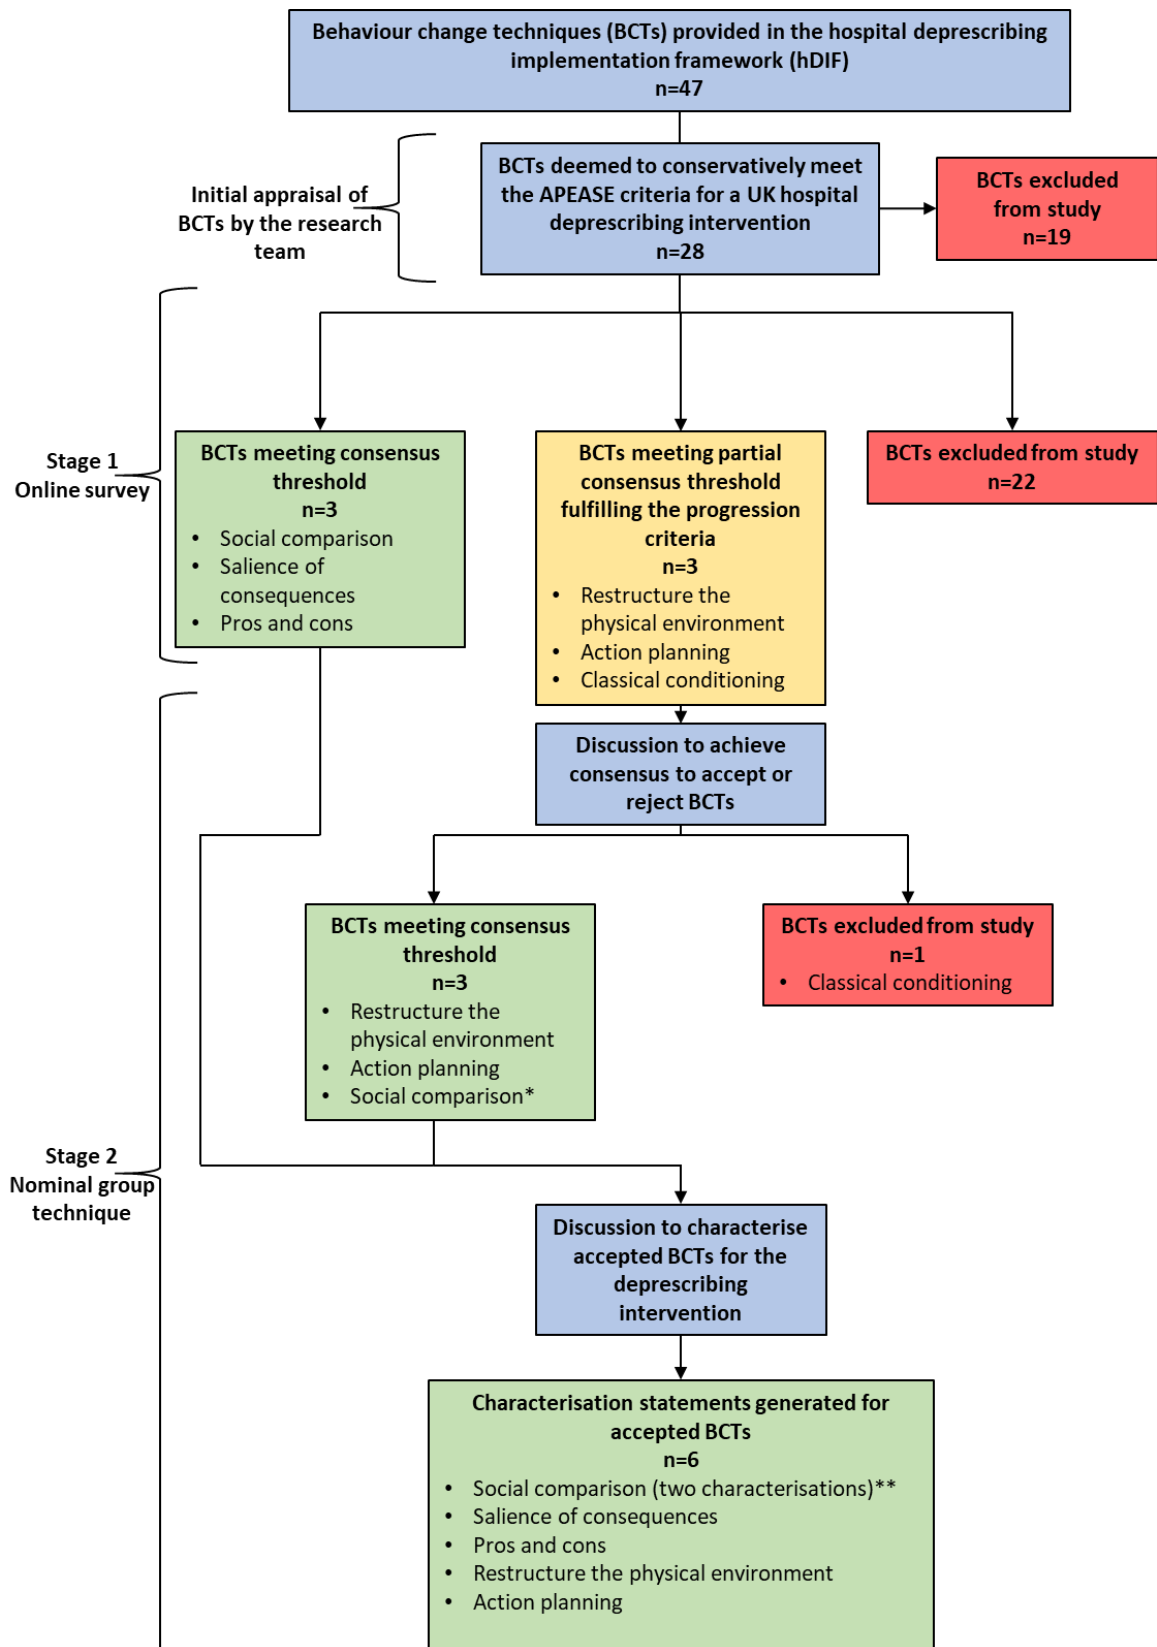 Behaviour change techniques (BCTs) provided in the hospital deprescribing
implementation framework (hDIF)
n=47
Initial appraisal of
BCTs by the research
team
BCTs deemed to conservatively meet
the APEASE criteria for a UK hospital
deprescribing intervention
n=28
BCTs excluded
from study
n=19
Stage 1
Online survey
BCTs meeting consensus
threshold
n=3
• Social comparison
• Salience of
consequences
• Pros and cons
BCTs meeting partial
consensus threshold
fulfilling the progression
criteria
n=3
• Restructure the
physical environment
• Action planning
• Classical conditioning
BCTs excluded from study
n=22
Discussion to achieve
consensus to accept or
reject BCTs
BCTs meeting consensus
threshold
n=3
• Restructure the
physical environment
• Action planning
• Social comparison*
BCTs excluded from study
n=1
• Classical conditioning
Stage 2
Nominal group
technique
Discussion to characterise
accepted BCTs for the
deprescribing
intervention
Characterisation statements generated for
accepted BCTs
n=6
• Social comparison (two characterisations)**
• Salience of consequences
• Pros and cons
• Restructure the physical environment
• Action planning